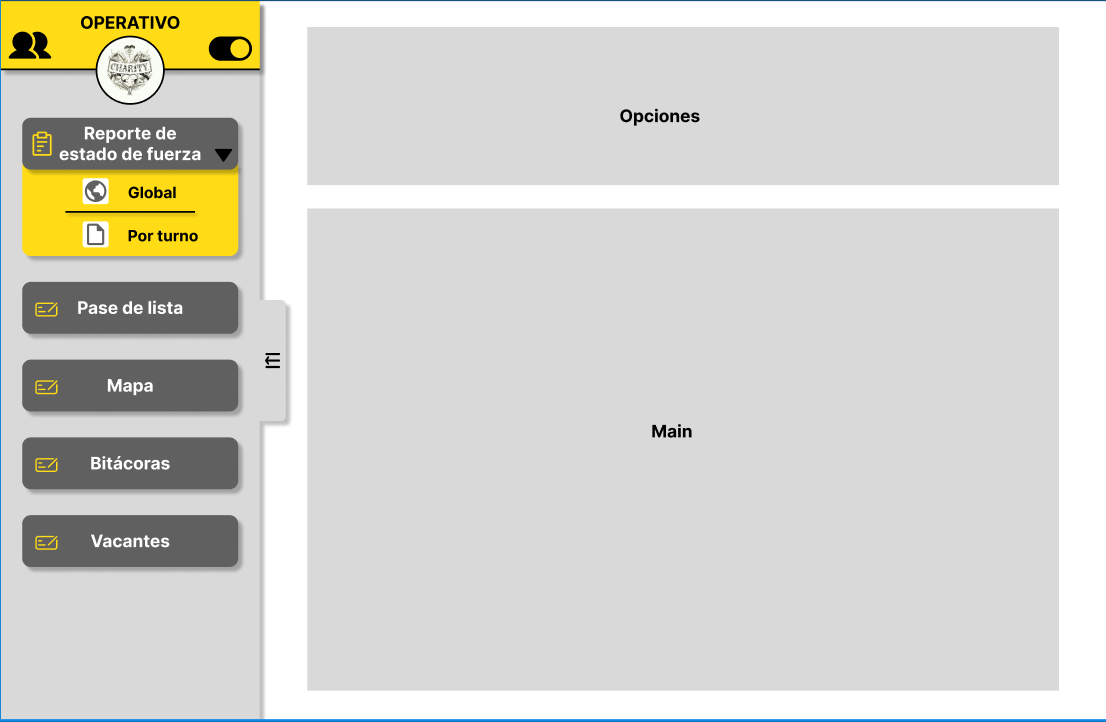 OPERATIVO
CHARITY
Reporte de
estado de fuerza
Global
Por turno
Pase de lista
Mapa
Bitácoras
Vacantes
Opciones
Main